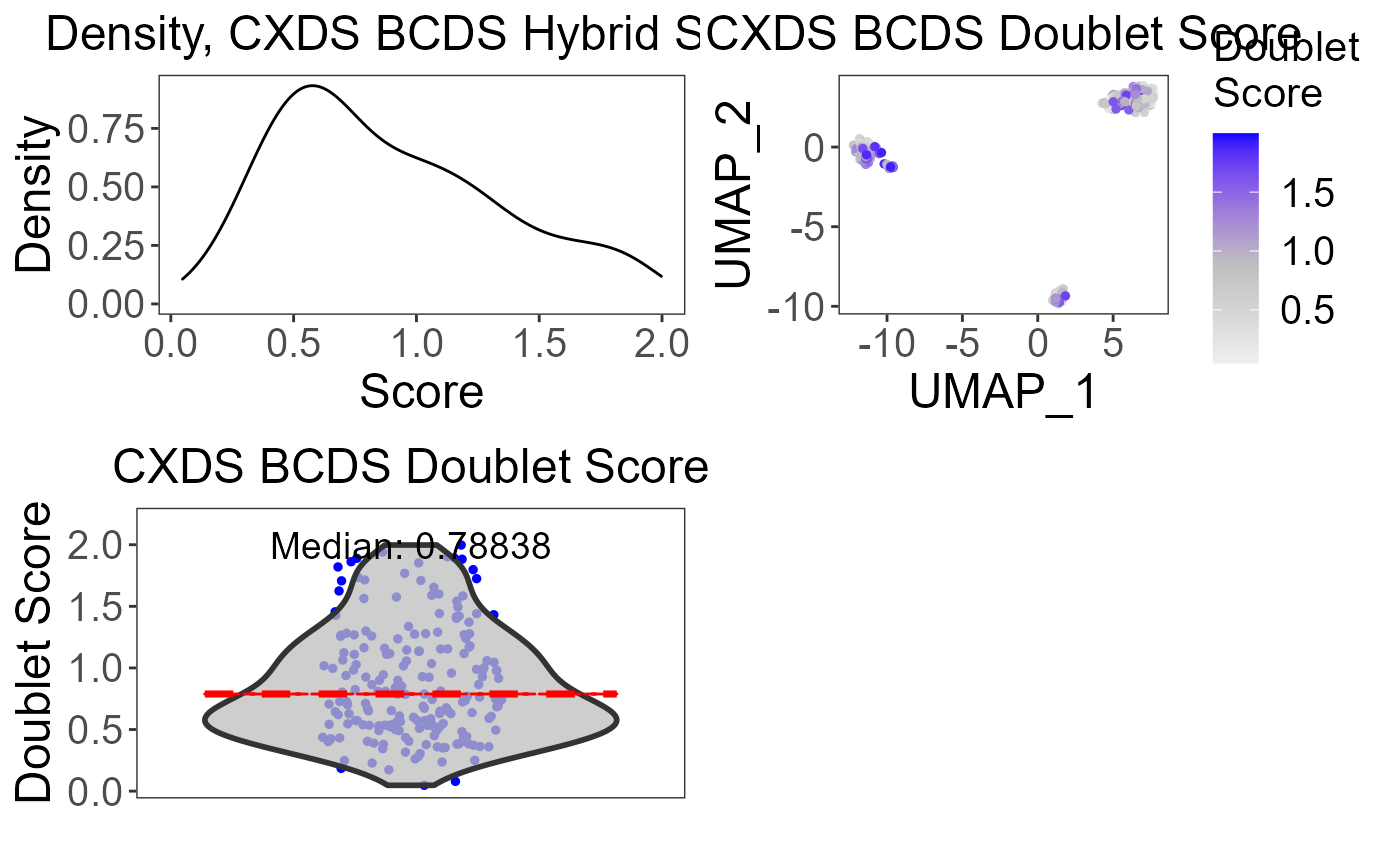 Density, CXDS BCDS Hybrid S
Density
0.75
0.50
0.25
0.00
0.0 0.5 1.0 1.5 2.0
Score
CXDS BCDS Doublet Score
UMAP_2
0
-5
-10
-10 -5 0 5
UMAP_1
Doublet
Score
1.5
1.0
0.5
CXDS BCDS Doublet Score
Doublet Score
2.0
1.5
1.0
0.5
0.0
Median: 0.78838